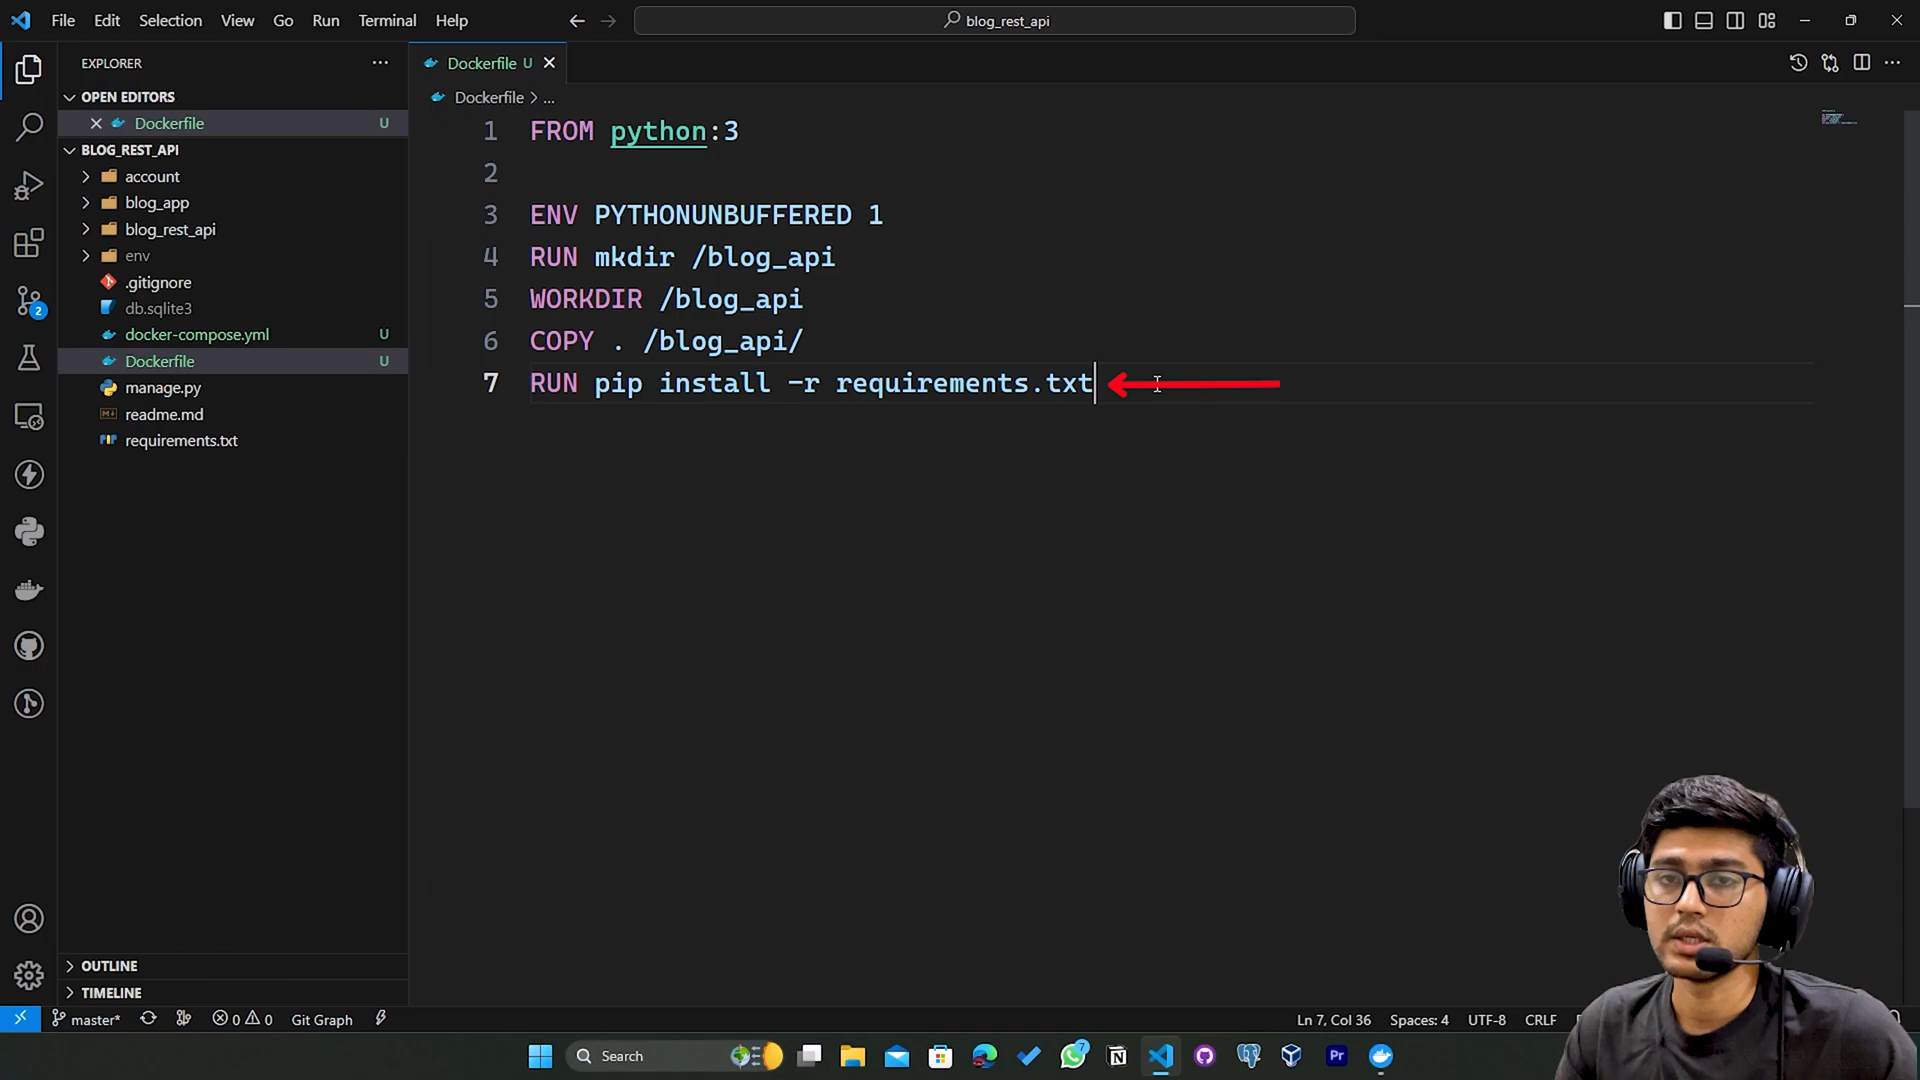 File Edit Selection View Go Run Terminal Help
blog_rest_api
EXPLORER
OPEN EDITORS
Dockerfile U
BLOG_REST_API
account
blog_app
blog_rest_api
env
.gitignore
db.sqlite3
docker-compose.yml U
Dockerfile U
manage.py
readme.md
requirements.txt
OUTLINE
TIMELINE
Dockerfile U
Dockerfile > ...
1 FROM python:3
2
3 ENV PYTHONUNBUFFERED 1
4 RUN mkdir /blog_api
5 WORKDIR /blog_api
6 COPY . /blog_api/
7 RUN pip install -r requirements.txt
2
master* 0 0 Git Graph
Ln 7, Col 36 Spaces: 4 UTF-8 CRLF
Search
7
Pr